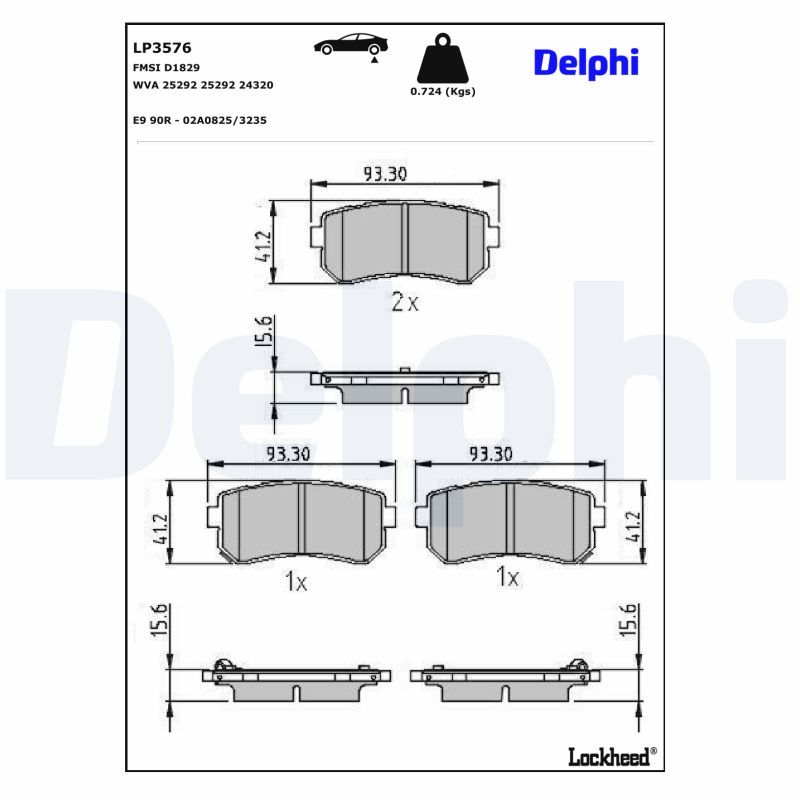 LP3576
FMSI D1829
WVA 25292 25292 24320
E9 90R - 02A0825/3235
0.724 (Kgs)
Delphi
93.30
41.2
2x
15.6
Delphi
93.30
93.30
41.2
41.2
1x
1x
15.6
15.6
Lockheed®